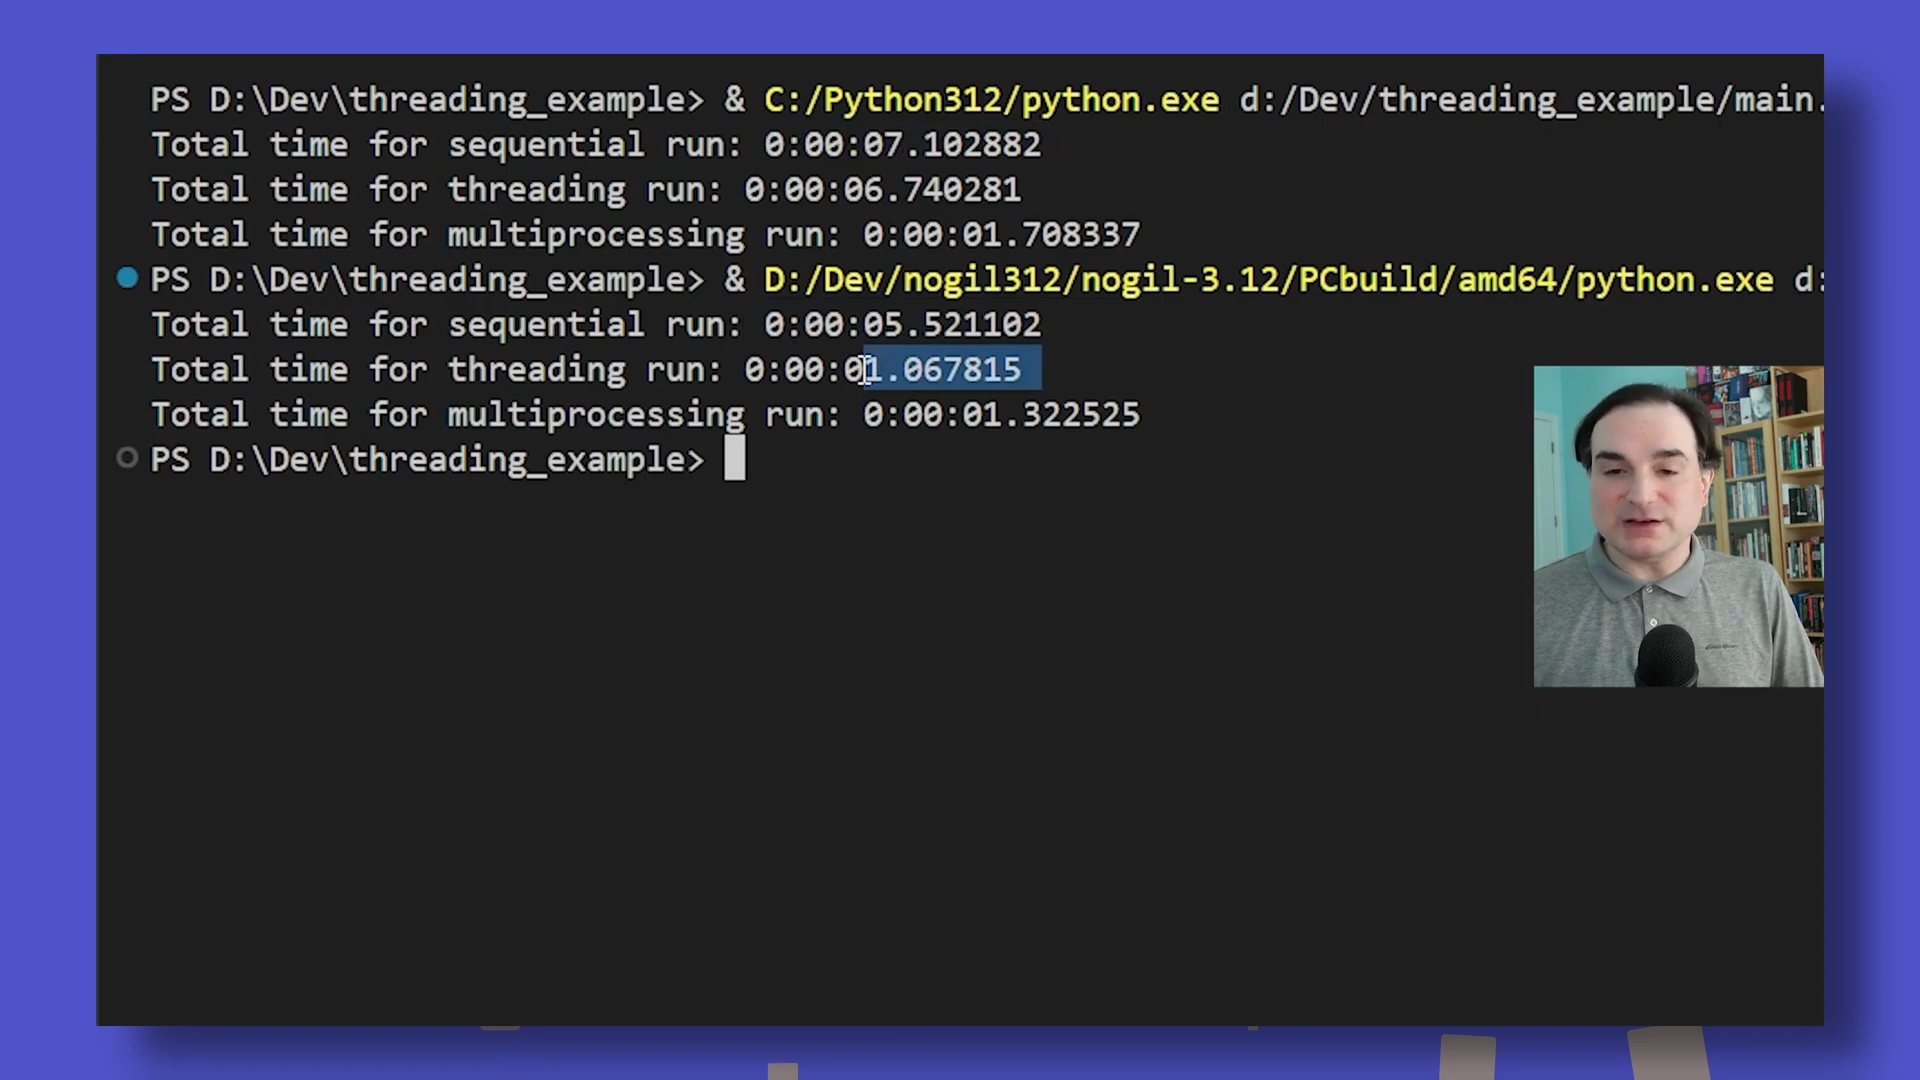 PS D:\Dev\threading_example> & C:/Python312/python.exe d:/Dev/threading_example/main.
Total time for sequential run: 0:00:07.102882
Total time for threading run: 0:00:06.740281
Total time for multiprocessing run: 0:00:01.708337
PS D:\Dev\threading_example> & D:/Dev/nogil312/nogil-3.12/PCbuild/amd64/python.exe d:
Total time for sequential run: 0:00:05.521102
Total time for threading run: 0:00:01.067815
Total time for multiprocessing run: 0:00:01.322525
PS D:\Dev\threading_example>